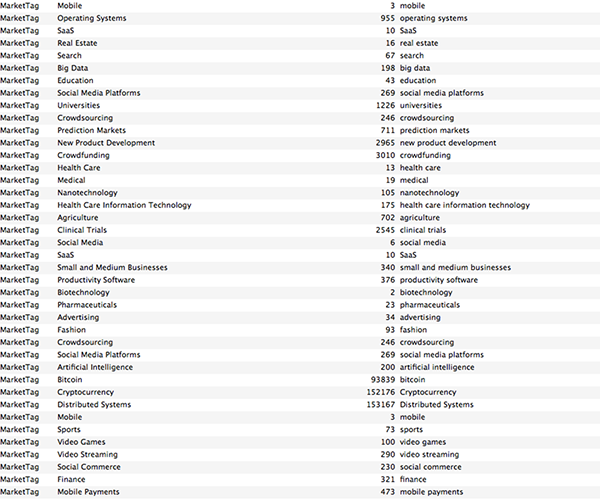 MarketTag Mobile 3 mobile
MarketTag Operating Systems 955 operating systems
MarketTag SaaS 10 SaaS
MarketTag Real Estate 16 real estate
MarketTag Search 67 search
MarketTag Big Data 198 big data
MarketTag Education 43 education
MarketTag Social Media Platforms 269 social media platforms
MarketTag Universities 1226 universities
MarketTag Crowdsourcing 246 crowdsourcing
MarketTag Prediction Markets 711 prediction markets
MarketTag New Product Development 2965 new product development
MarketTag Crowdfunding 3010 crowdfunding
MarketTag Health Care 13 health care
MarketTag Medical 19 medical
MarketTag Nanotechnology 105 nanotechnology
MarketTag Health Care Information Technology 175 health care information technology
MarketTag Agriculture 702 agriculture
MarketTag Clinical Trials 2545 clinical trials
MarketTag Social Media 6 social media
MarketTag SaaS 10 SaaS
MarketTag Small and Medium Businesses 340 small and medium businesses
MarketTag Productivity Software 376 productivity software
MarketTag Biotechnology 2 biotechnology
MarketTag Pharmaceuticals 23 pharmaceuticals
MarketTag Advertising 34 advertising
MarketTag Fashion 93 fashion
MarketTag Crowdsourcing 246 crowdsourcing
MarketTag Social Media Platforms 269 social media platforms
MarketTag Artificial Intelligence 200 artificial intelligence
MarketTag Bitcoin 93839 bitcoin
MarketTag Cryptocurrency 152176 Cryptocurrency
MarketTag Distributed Systems 153167 Distributed Systems
MarketTag Mobile 3 mobile
MarketTag Sports 73 sports
MarketTag Video Games 100 video games
MarketTag Video Streaming 290 video streaming
MarketTag Social Commerce 230 social commerce
MarketTag Finance 321 finance
MarketTag Mobile Payments 473 mobile payments